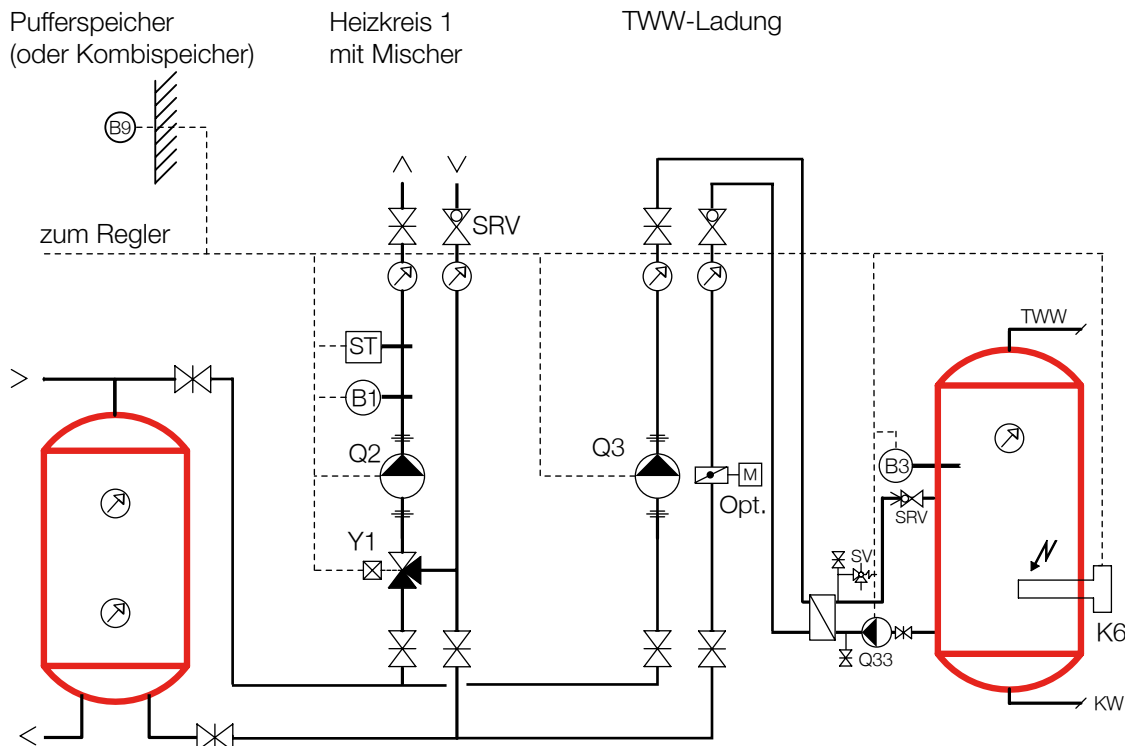 Pufferspeicher
(oder Kombispeicher)
Heizkreis 1
mit Mischer
TWW-Ladung
B9
zum Regler
SRV
ST
B1
Q2
Y1
Q3
M
Opt.
TWW
B3
SRV
SV
Q33
K6
KW